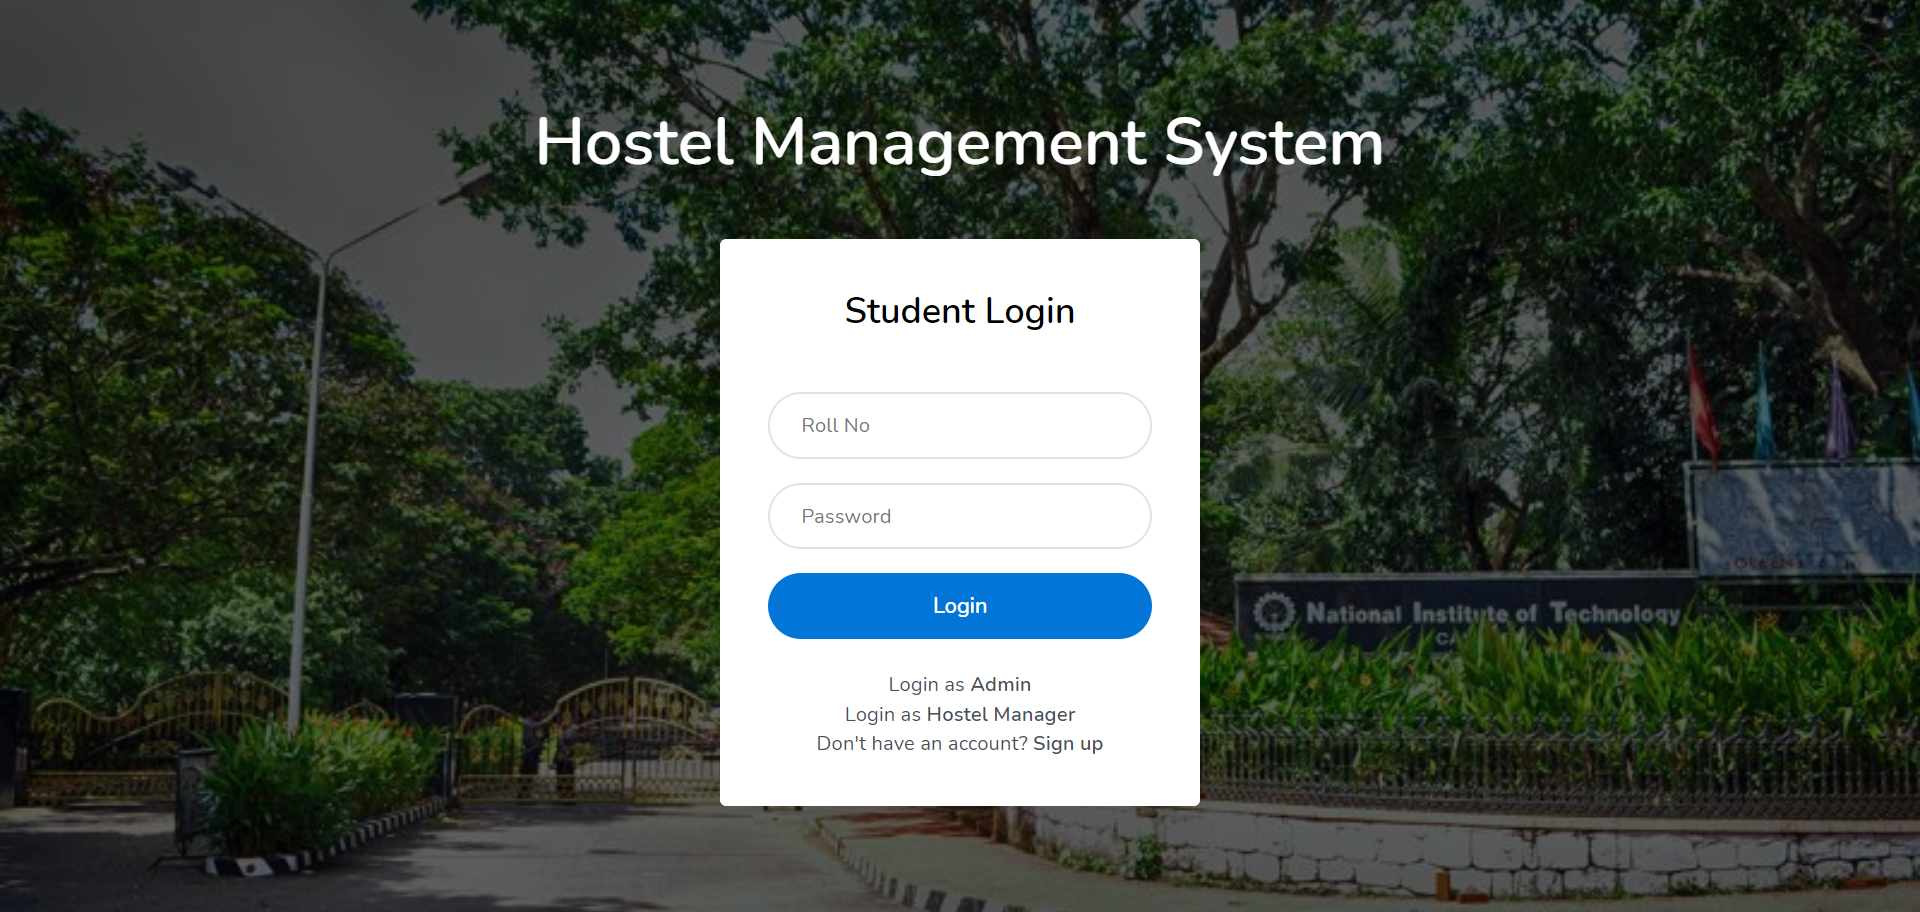 Hostel Management System
Student Login
Roll No
Password
Login
National Institute of Technology
Login as Admin
Login as Hostel Manager
Don't have an account? Sign up